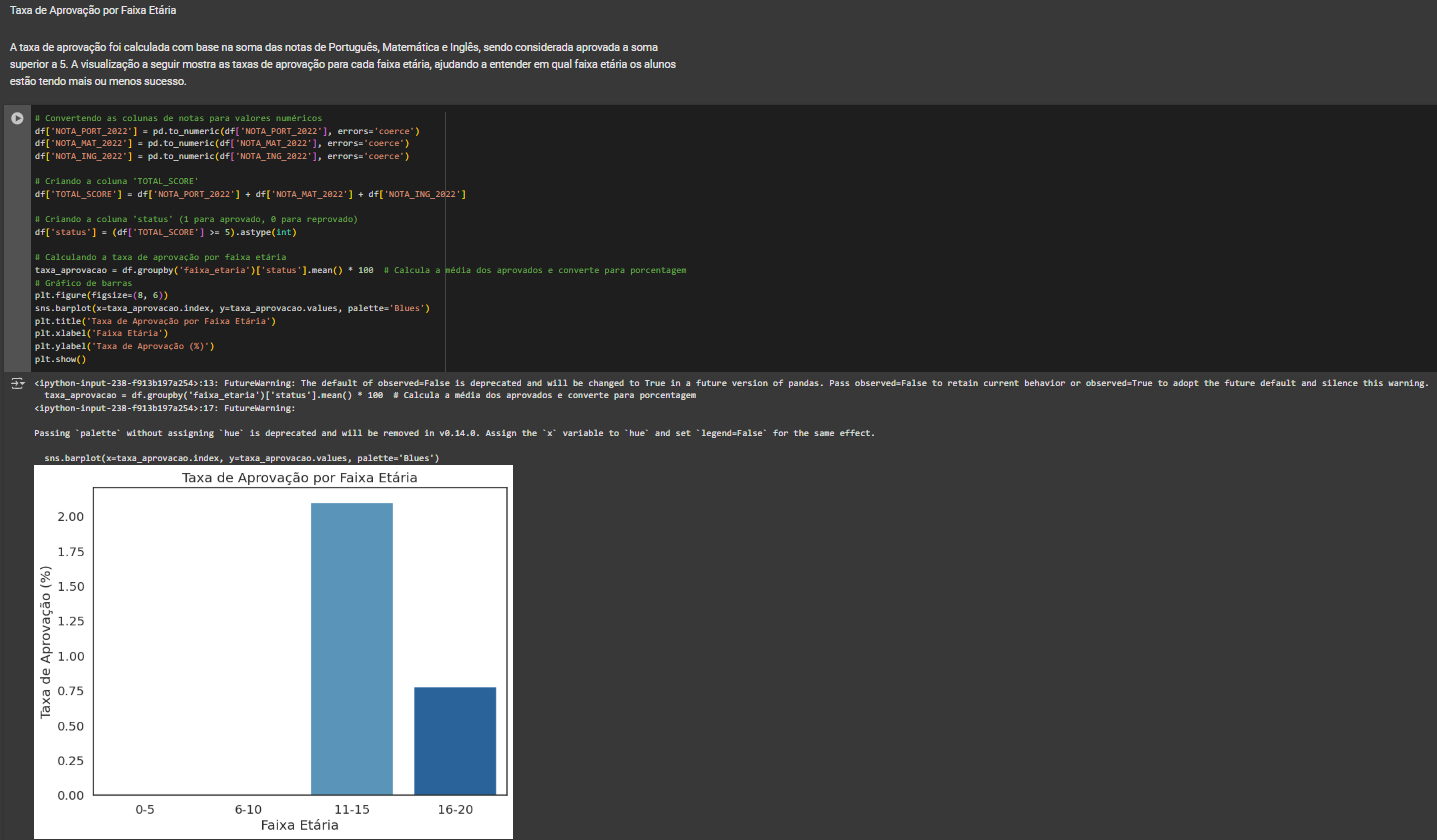 Taxa de Aprovação por Faixa Etária
A taxa de aprovação foi calculada com base na soma das notas de Português, Matemática e Inglês, sendo considerada aprovada a soma
superior a 5. A visualização a seguir mostra as taxas de aprovação para cada faixa etária, ajudando a entender em qual faixa etária os alunos
estão tendo mais ou menos sucesso.
# Convertendo as colunas de notas para valores numéricos
df['NOTA_PORT_2022'] = pd.to_numeric(df['NOTA_PORT_2022'], errors='coerce')
df['NOTA_MAT_2022'] = pd.to_numeric(df['NOTA_MAT_2022'], errors='coerce')
df['NOTA_ING_2022'] = pd.to_numeric(df['NOTA_ING_2022'], errors='coerce')
# Criando a coluna 'TOTAL_SCORE'
df['TOTAL_SCORE'] = df['NOTA_PORT_2022'] + df['NOTA_MAT_2022'] + df['NOTA_ING_2022']
# Criando a coluna 'status' (1 para aprovado, 0 para reprovado)
df['status'] = (df['TOTAL_SCORE'] >= 5).astype(int)
# Calculando a taxa de aprovação por faixa etária
taxa_aprovacao = df.groupby('faixa_etaria')['status'].mean() * 100  # Calcula a média dos aprovados e converte para porcentagem
# Gráfico de barras
plt.figure(figsize=(8, 6))
sns.barplot(x=taxa_aprovacao.index, y=taxa_aprovacao.values, palette='Blues')
plt.title('Taxa de Aprovação por Faixa Etária')
plt.xlabel('Faixa Etária')
plt.ylabel('Taxa de Aprovação (%)')
plt.show()
<ipython-input-238-f913b197a254>:13: FutureWarning: The default of observed=False is deprecated and will be changed to True in a future version of pandas. Pass observed=False to retain current behavior or observed=True to adopt the future default and silence this warning.
taxa_aprovacao = df.groupby('faixa_etaria')['status'].mean() * 100  # Calcula a média dos aprovados e converte para porcentagem
<ipython-input-238-f913b197a254>:17: FutureWarning:
Passing `palette` without assigning `hue` is deprecated and will be removed in v0.14.0. Assign the `x` variable to `hue` and set `legend=False` for the same effect.
sns.barplot(x=taxa_aprovacao.index, y=taxa_aprovacao.values, palette='Blues')
Taxa de Aprovação por Faixa Etária
Taxa de Aprovação (%)
2.00
1.75
1.50
1.25
1.00
0.75
0.50
0.25
0.00
0-5 6-10 11-15 16-20
Faixa Etária